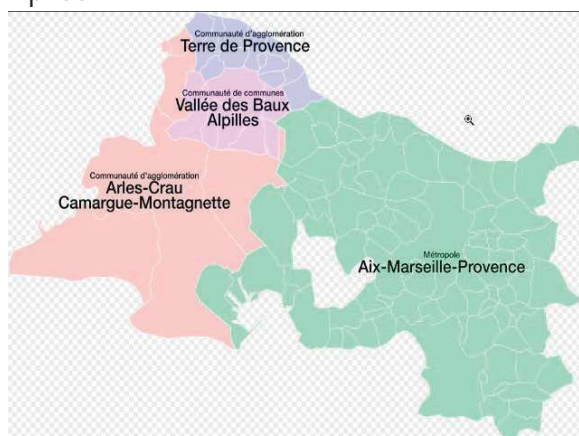 Communauté d'agglomération
Terre de Provence
Communauté de communes
Vallée des Baux
Alpilles
Communauté d'agglomération
Arles-Crau
Camargue-Montagnette
Métropole
Aix-Marseille-Provence